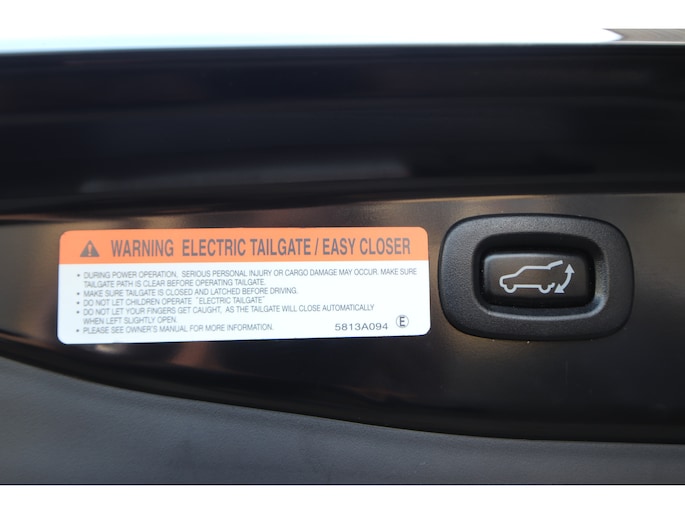 WARNING ELECTRIC TAILGATE / EASY CLOSER
• DURING POWER OPERATION, SERIOUS PERSONAL INJURY OR CARGO DAMAGE MAY OCCUR. MAKE SURE
TAILGATE PATH IS CLEAR BEFORE OPERATING TAILGATE.
• MAKE SURE TAILGATE IS CLOSED AND LATCHED BEFORE DRIVING.
• DO NOT LET CHILDREN OPERATE "ELECTRIC TAILGATE"
• DO NOT LET YOUR FINGERS GET CAUGHT, AS THE TAILGATE WILL CLOSE AUTOMATICALLY
WHEN LEFT SLIGHTLY OPEN.
• PLEASE SEE OWNER'S MANUAL FOR MORE INFORMATION. 5813A094 Ⓔ